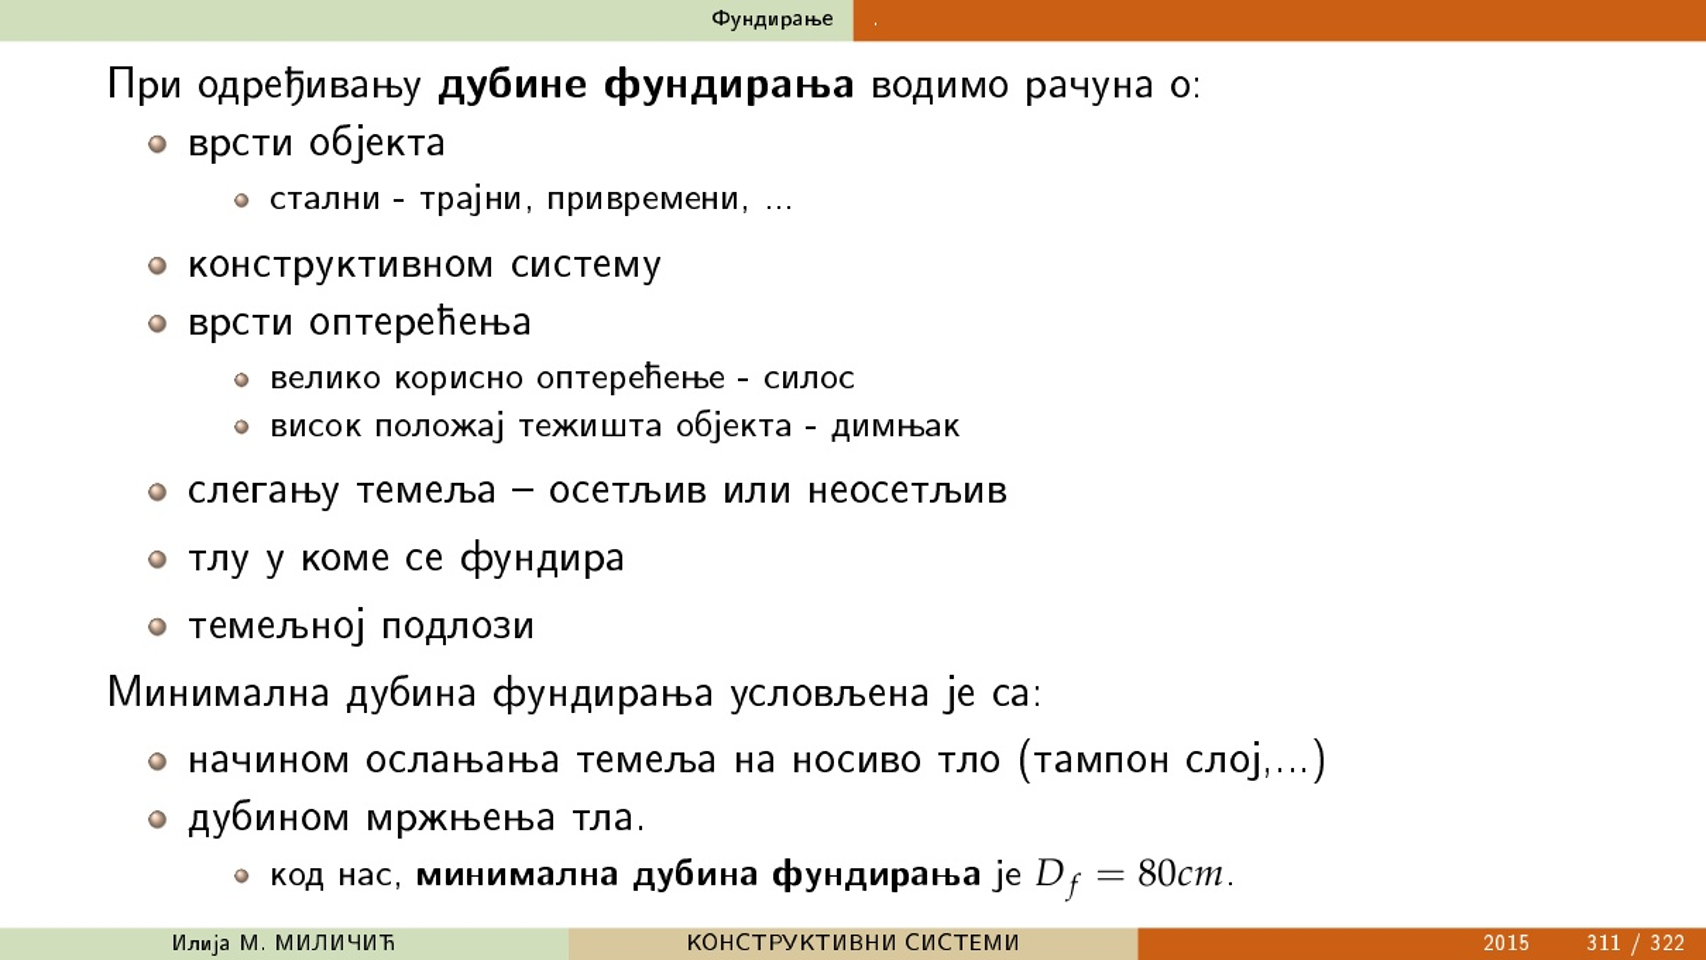 Фундирање
.
При одређивању дубине фундирања водимо рачуна о:
врсти објекта
стални - трајни, привремени, ...
конструктивном систему
врсти оптерећења
велико корисно оптерећење - силос
висок положај тежишта објекта - димњак
слегању темеља – осетљив или неосетљив
тлу у коме се фундира
темељној подлози
Минимална дубина фундирања условљена је са:
начином ослањања темеља на носиво тло (тампон слој,...)
дубином мржњења тла.
код нас, минимална дубина фундирања је D_f = 80cm.
Илија М. МИЛИЧИЋ КОНСТРУКТИВНИ СИСТЕМИ 2015 311 / 322